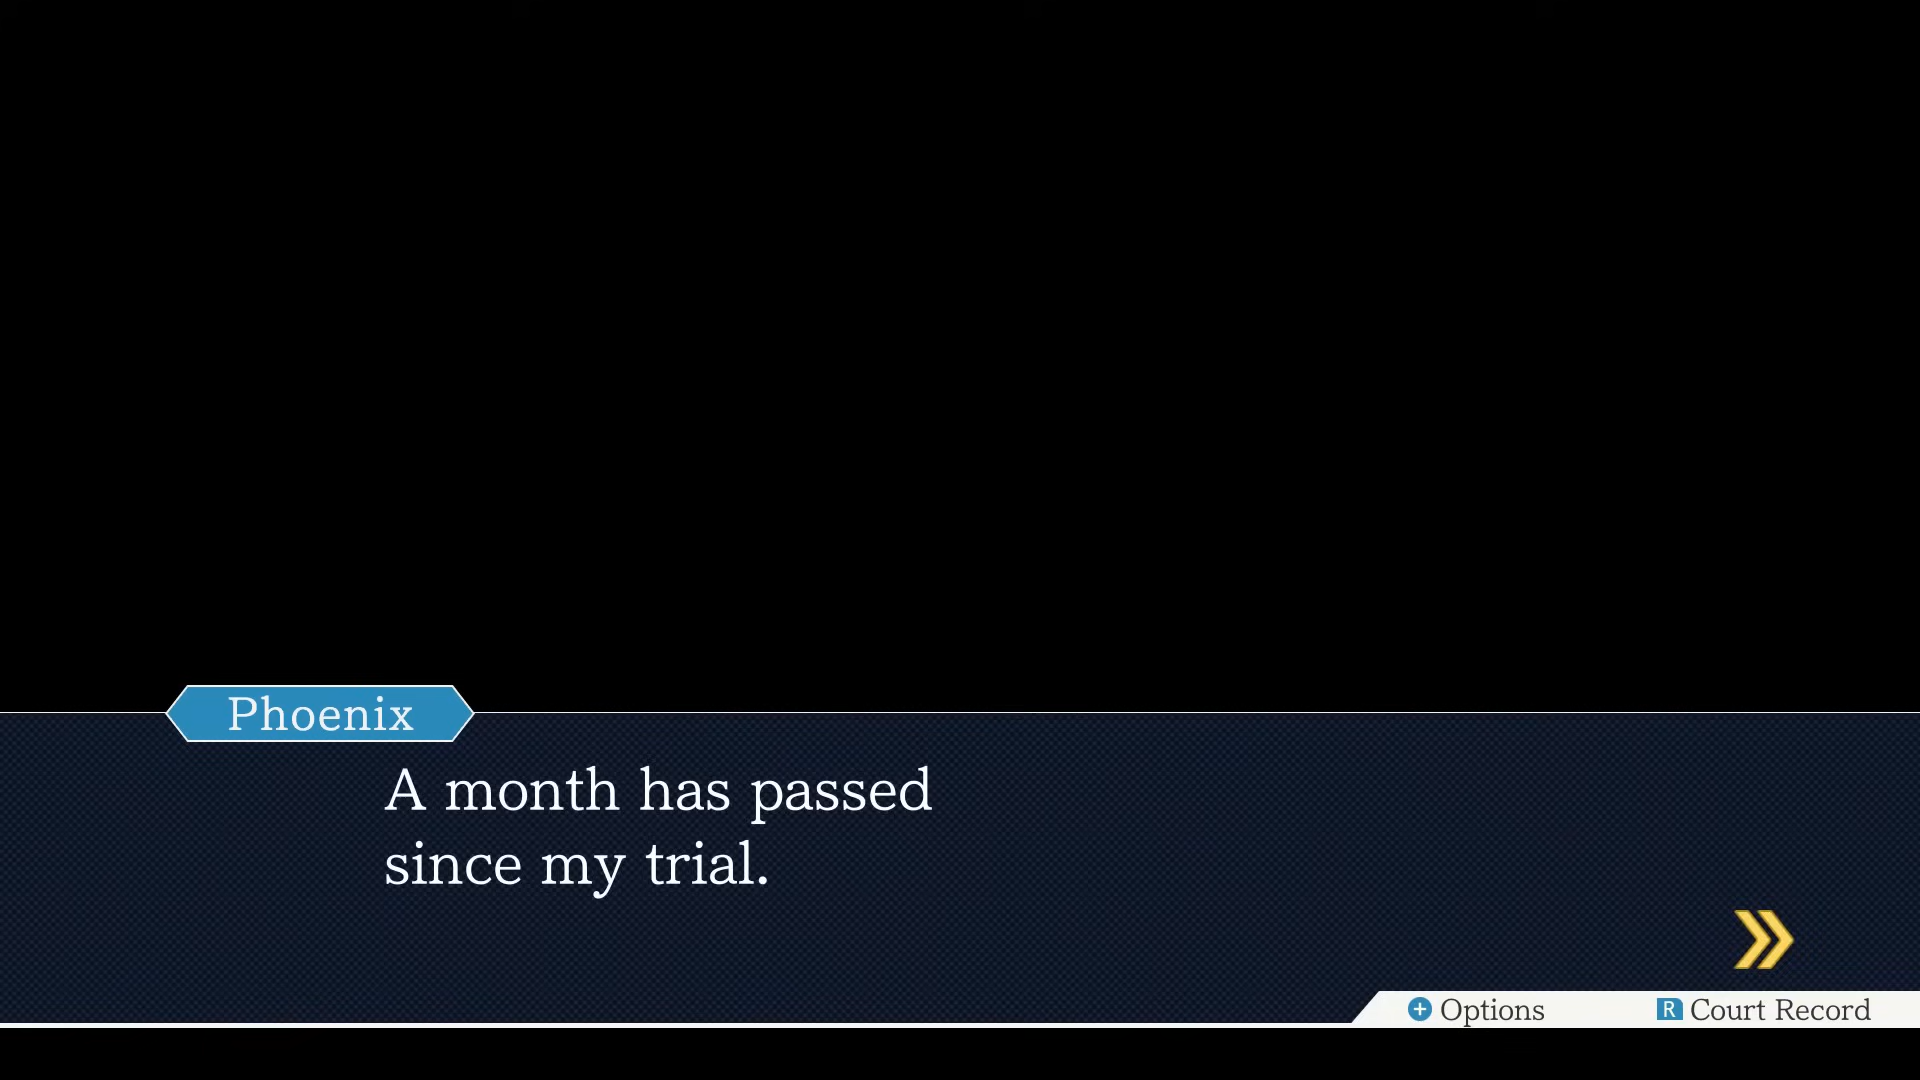 Phoenix
A month has passed
since my trial.
+ Options
R Court Record